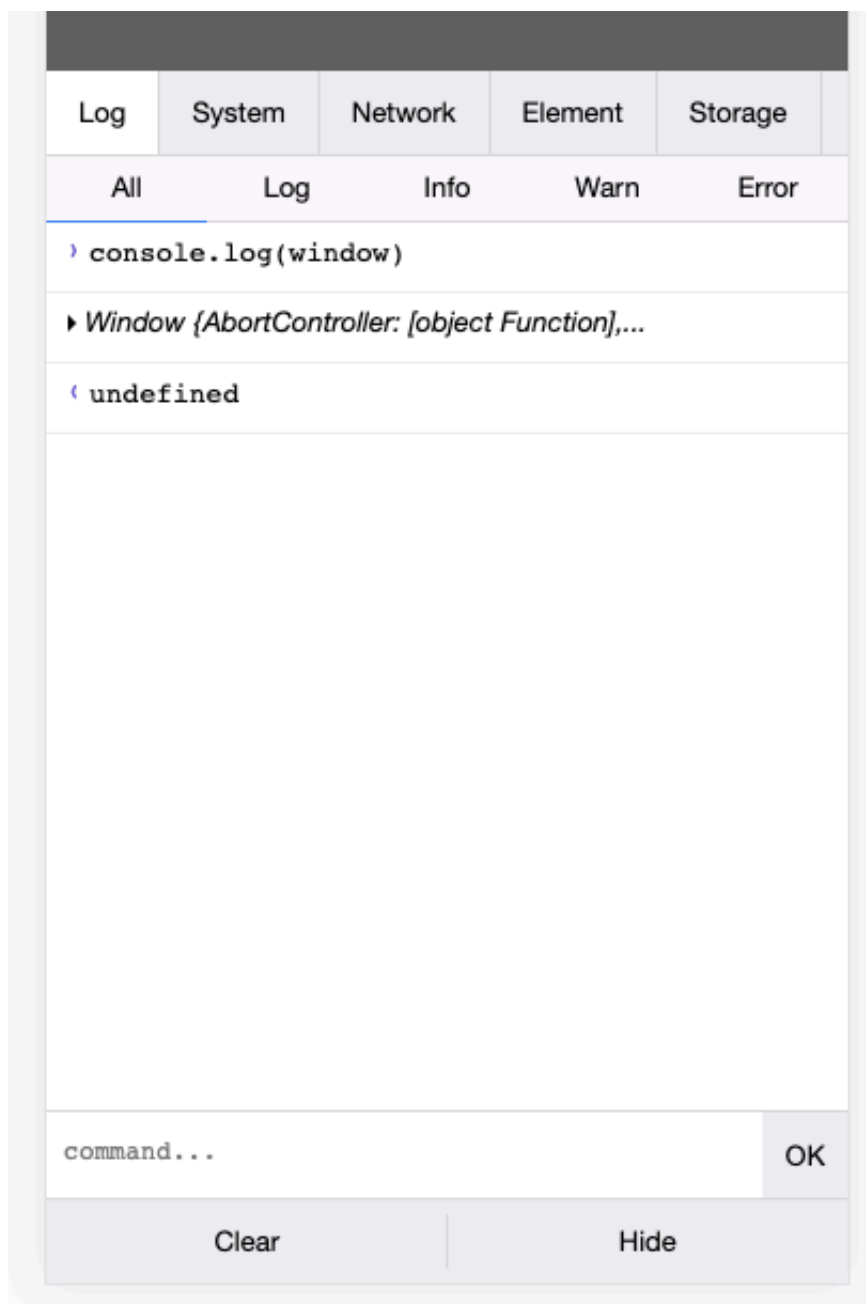 Log System Network Element Storage
All Log Info Warn Error
› console.log(window)
▸ Window {AbortController: [object Function],...
‹ undefined
command... OK
Clear Hide